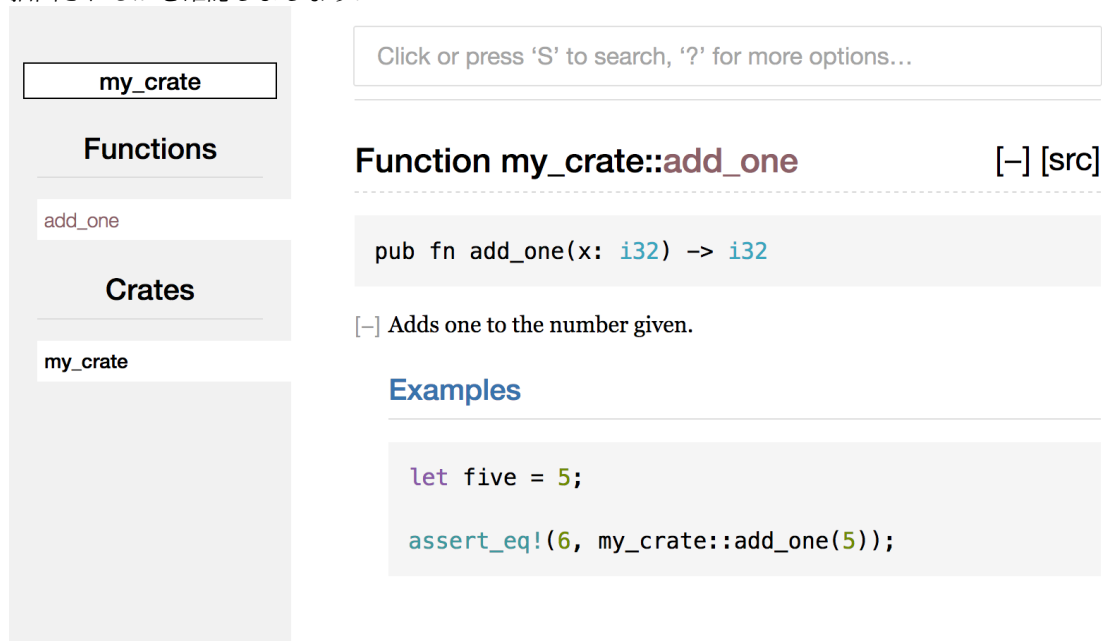 my_crate
Functions
add_one
Crates
my_crate
Click or press ‘S’ to search, ‘?’ for more options…
Function my_crate::add_one [−] [src]
pub fn add_one(x: i32) -> i32
[−] Adds one to the number given.
Examples
let five = 5;
assert_eq!(6, my_crate::add_one(5));